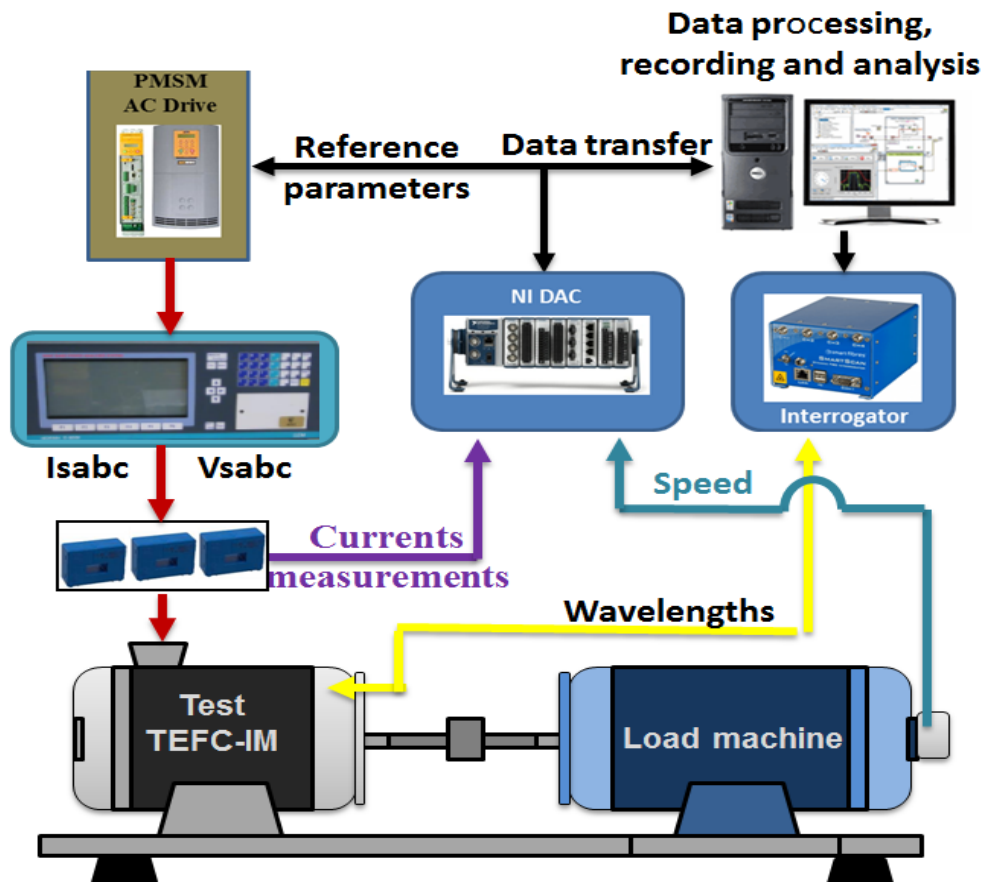 Data processing,
recording and analysis
PMSM
AC Drive
Reference
parameters
Data transfer
NI DAC
SMARTSCAN
Interrogator
Isabc
Vsabc
Speed
Currents
measurements
Wavelengths
Test
TEFC-IM
Load machine